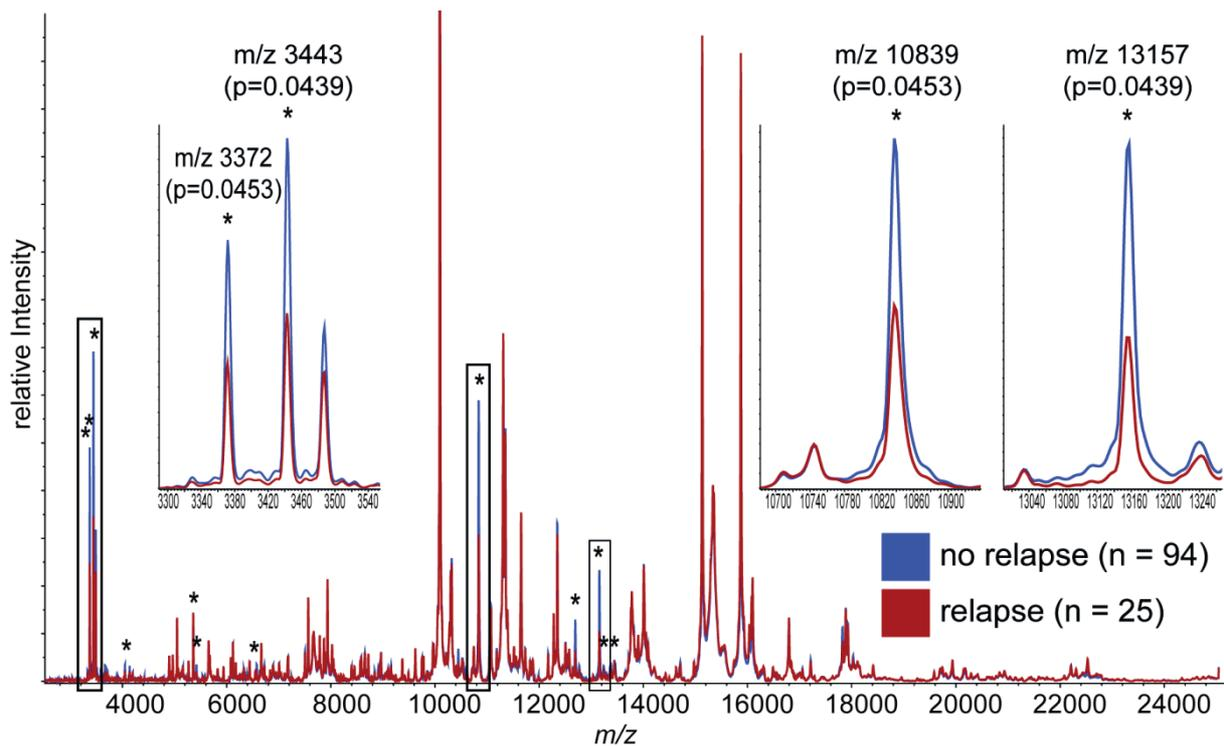 m/z 3443
(p=0.0439)
*
m/z 3372
(p=0.0453)
*
m/z 10839
(p=0.0453)
*
m/z 13157
(p=0.0439)
*
relative Intensity
3300 3340 3380 3420 3460 3500 3540
10700 10740 10780 10820 10860 10900
13040 13080 13120 13160 13200 13240
*
*
*
*
*
*
*
*
*
*
*
* *
no relapse (n = 94)
relapse (n = 25)
4000 6000 8000 10000 12000 14000 16000 18000 20000 22000 24000
m/z